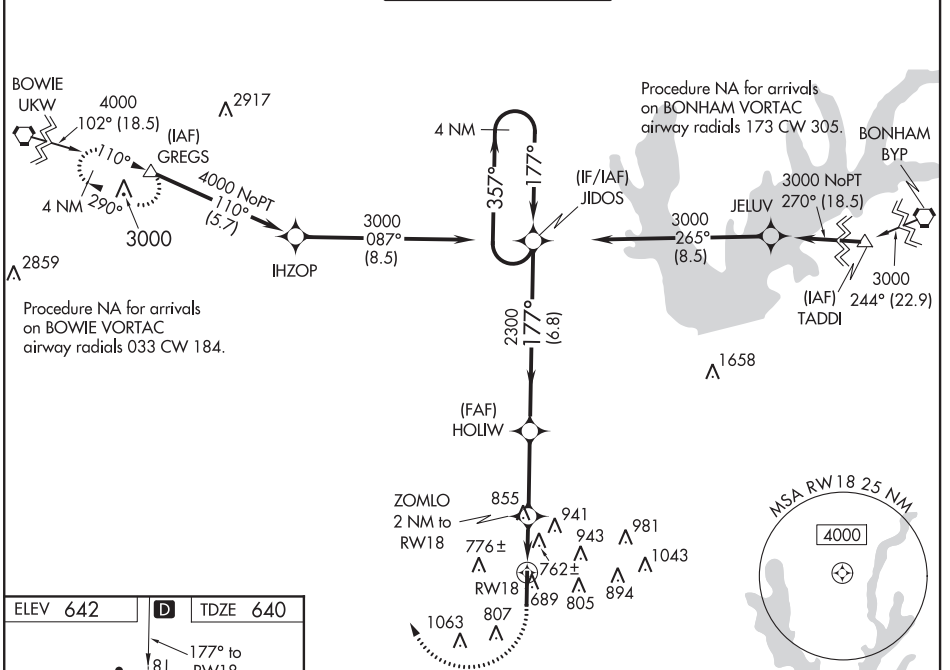 BOWIE
UKW
4000
102° (18.5)
2917
(IAF)
GREGS
110°
4 NM
290°
3000
4000 NoPT
110°
(5.7)
IHZOP
3000
087°
(8.5)
2859
Procedure NA for arrivals
on BOWIE VORTAC
airway radials 033 CW 184.
4 NM
357°
177°
(IF/IAF)
JIDOS
Procedure NA for arrivals
on BONHAM VORTAC
airway radials 173 CW 305.
BONHAM
BYP
3000 NoPT
270° (18.5)
JELUV
3000
265°
(8.5)
(IAF)
TADDI
3000
244° (22.9)
2300
177°
(6.8)
1658
(FAF)
HOLIW
ZOMLO
2 NM to
RW18
855
941
943
981
1043
776±
762±
RW18
689
805
894
1063
807
MSA RW18 25 NM
4000
ELEV 642
D
TDZE 640
177° to
RW18
81